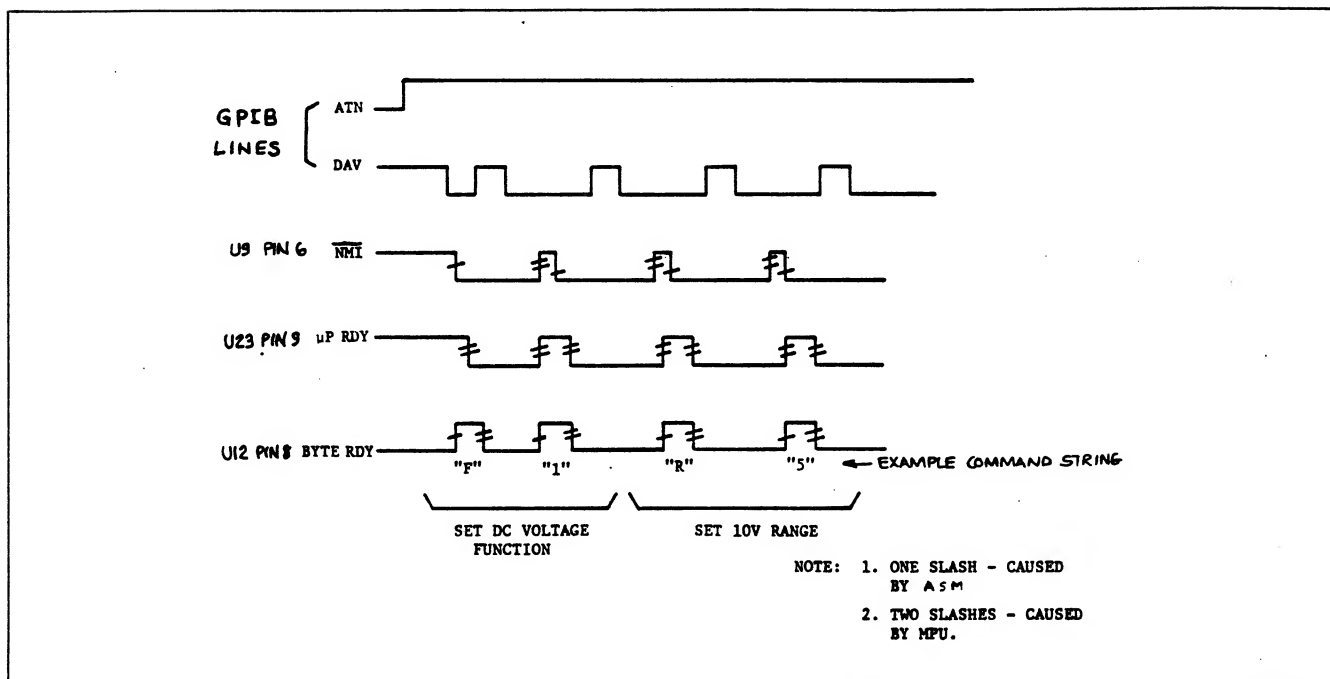 GPIB
LINES
ATN
DAV
U9 PIN 6 NMI
U23 PIN 9 µP RDY
U12 PIN 8 BYTE RDY
"F" "1" "R" "5" ← EXAMPLE COMMAND STRING
SET DC VOLTAGE
FUNCTION
SET 10V RANGE
NOTE: 1. ONE SLASH - CAUSED
BY ASM
2. TWO SLASHES - CAUSED
BY MPU.